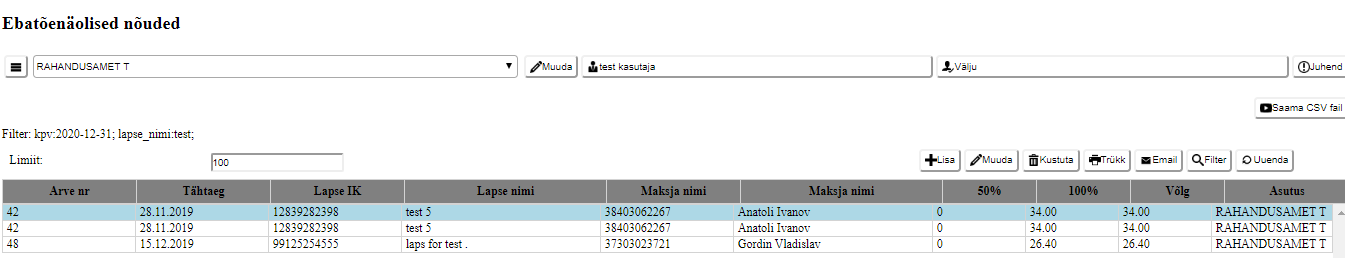 Ebatõenäolised nõuded
RAHANDUSAMET T Muuda test kasutaja Välju Juhend
Saama CSV fail
Filter: kpv:2020-12-31; lapse_nimi:test;
Limiit: 100 Lisa Muuda Kustuta Trükk Email Filter Uuenda
Arve nr Tähtaeg Lapse IK Lapse nimi Maksja nimi Maksja nimi 50% 100% Võlg Asutus
42 28.11.2019 12839282398 test 5 38403062267 Anatoli Ivanov 0 34.00 34.00 RAHANDUSAMET T
42 28.11.2019 12839282398 test 5 38403062267 Anatoli Ivanov 0 34.00 34.00 RAHANDUSAMET T
48 15.12.2019 99125254555 laps for test . 37303023721 Gordin Vladislav 0 26.40 26.40 RAHANDUSAMET T